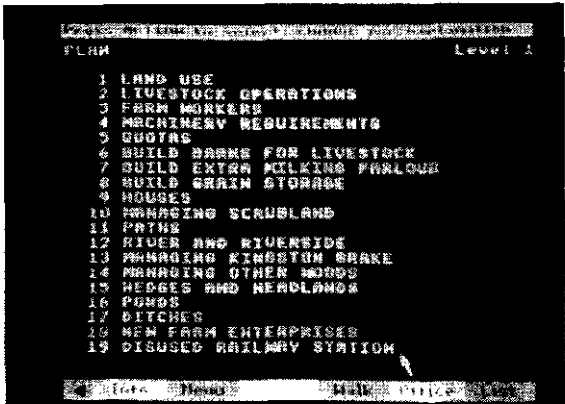 PLAN Level 1
1 LAND USE
2 LIVESTOCK OPERATIONS
3 FARM WORKERS
4 MACHINERY REQUIREMENTS
5 QUOTAS
6 BUILD BARNS FOR LIVESTOCK
7 BUILD EXTRA MILKING PARLOUR
8 BUILD GRAIN STORAGE
9 HOUSES
10 MANAGING SCRUBLAND
11 PATHS
12 RIVER AND RIVERSIDE
13 MANAGING KINGSTON BRAKE
14 MANAGING OTHER WOODS
15 HEDGES AND HEADLANDS
16 PONDS
17 DITCHES
18 NEW FARM ENTERPRISES
19 DISUSED RAILWAY STATION
Info Menu Walk Office